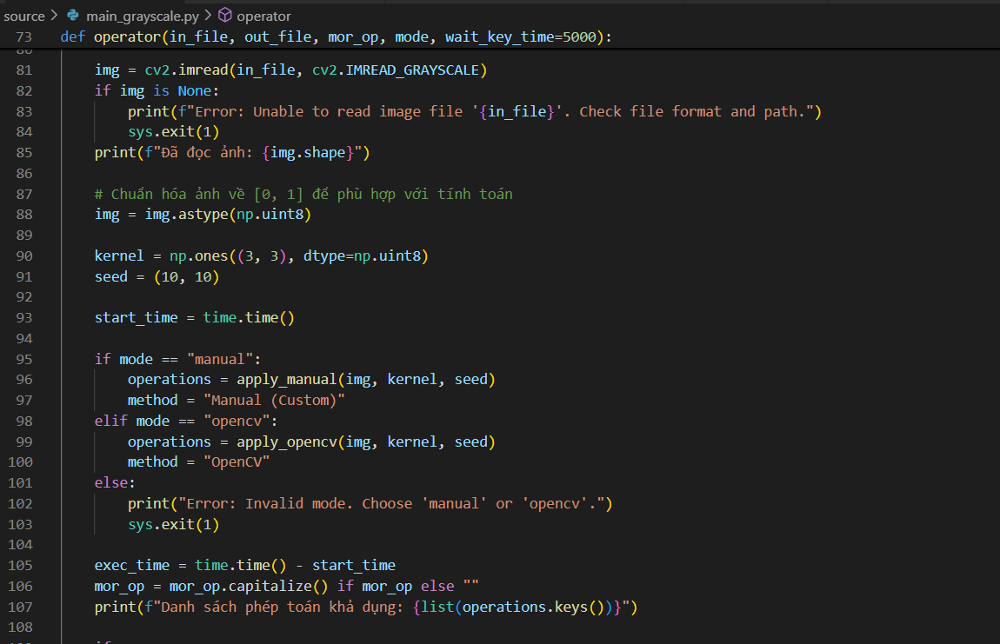 source > main_grayscale.py > operator
73 def operator(in_file, out_file, mor_op, mode, wait_key_time=5000):
80
81 img = cv2.imread(in_file, cv2.IMREAD_GRAYSCALE)
82 if img is None:
83 print(f"Error: Unable to read image file '{in_file}'. Check file format and path.")
84 sys.exit(1)
85 print(f"Đã đọc ảnh: {img.shape}")
86
87 # Chuẩn hóa ảnh về [0, 1] để phù hợp với tính toán
88 img = img.astype(np.uint8)
89
90 kernel = np.ones((3, 3), dtype=np.uint8)
91 seed = (10, 10)
92
93 start_time = time.time()
94
95 if mode == "manual":
96 operations = apply_manual(img, kernel, seed)
97 method = "Manual (Custom)"
98 elif mode == "opencv":
99 operations = apply_opencv(img, kernel, seed)
100 method = "OpenCV"
101 else:
102 print("Error: Invalid mode. Choose 'manual' or 'opencv'.")
103 sys.exit(1)
104
105 exec_time = time.time() - start_time
106 mor_op = mor_op.capitalize() if mor_op else ""
107 print(f"Danh sách phép toán khả dụng: {list(operations.keys())}")
108